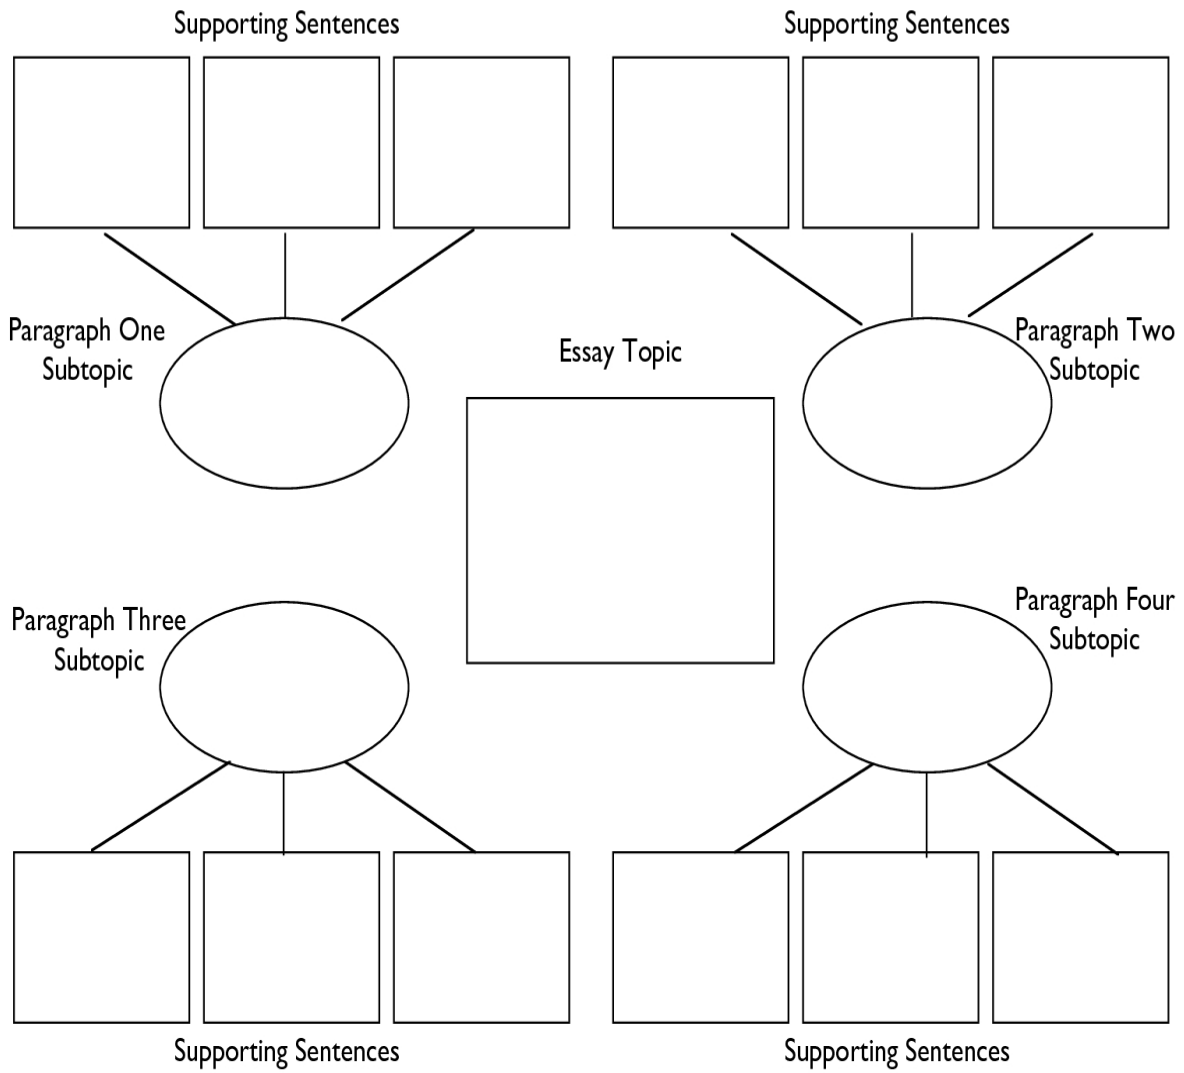 Supporting Sentences
Supporting Sentences
Paragraph One
Subtopic
Essay Topic
Paragraph Two
Subtopic
Paragraph Three
Subtopic
Paragraph Four
Subtopic
Supporting Sentences
Supporting Sentences